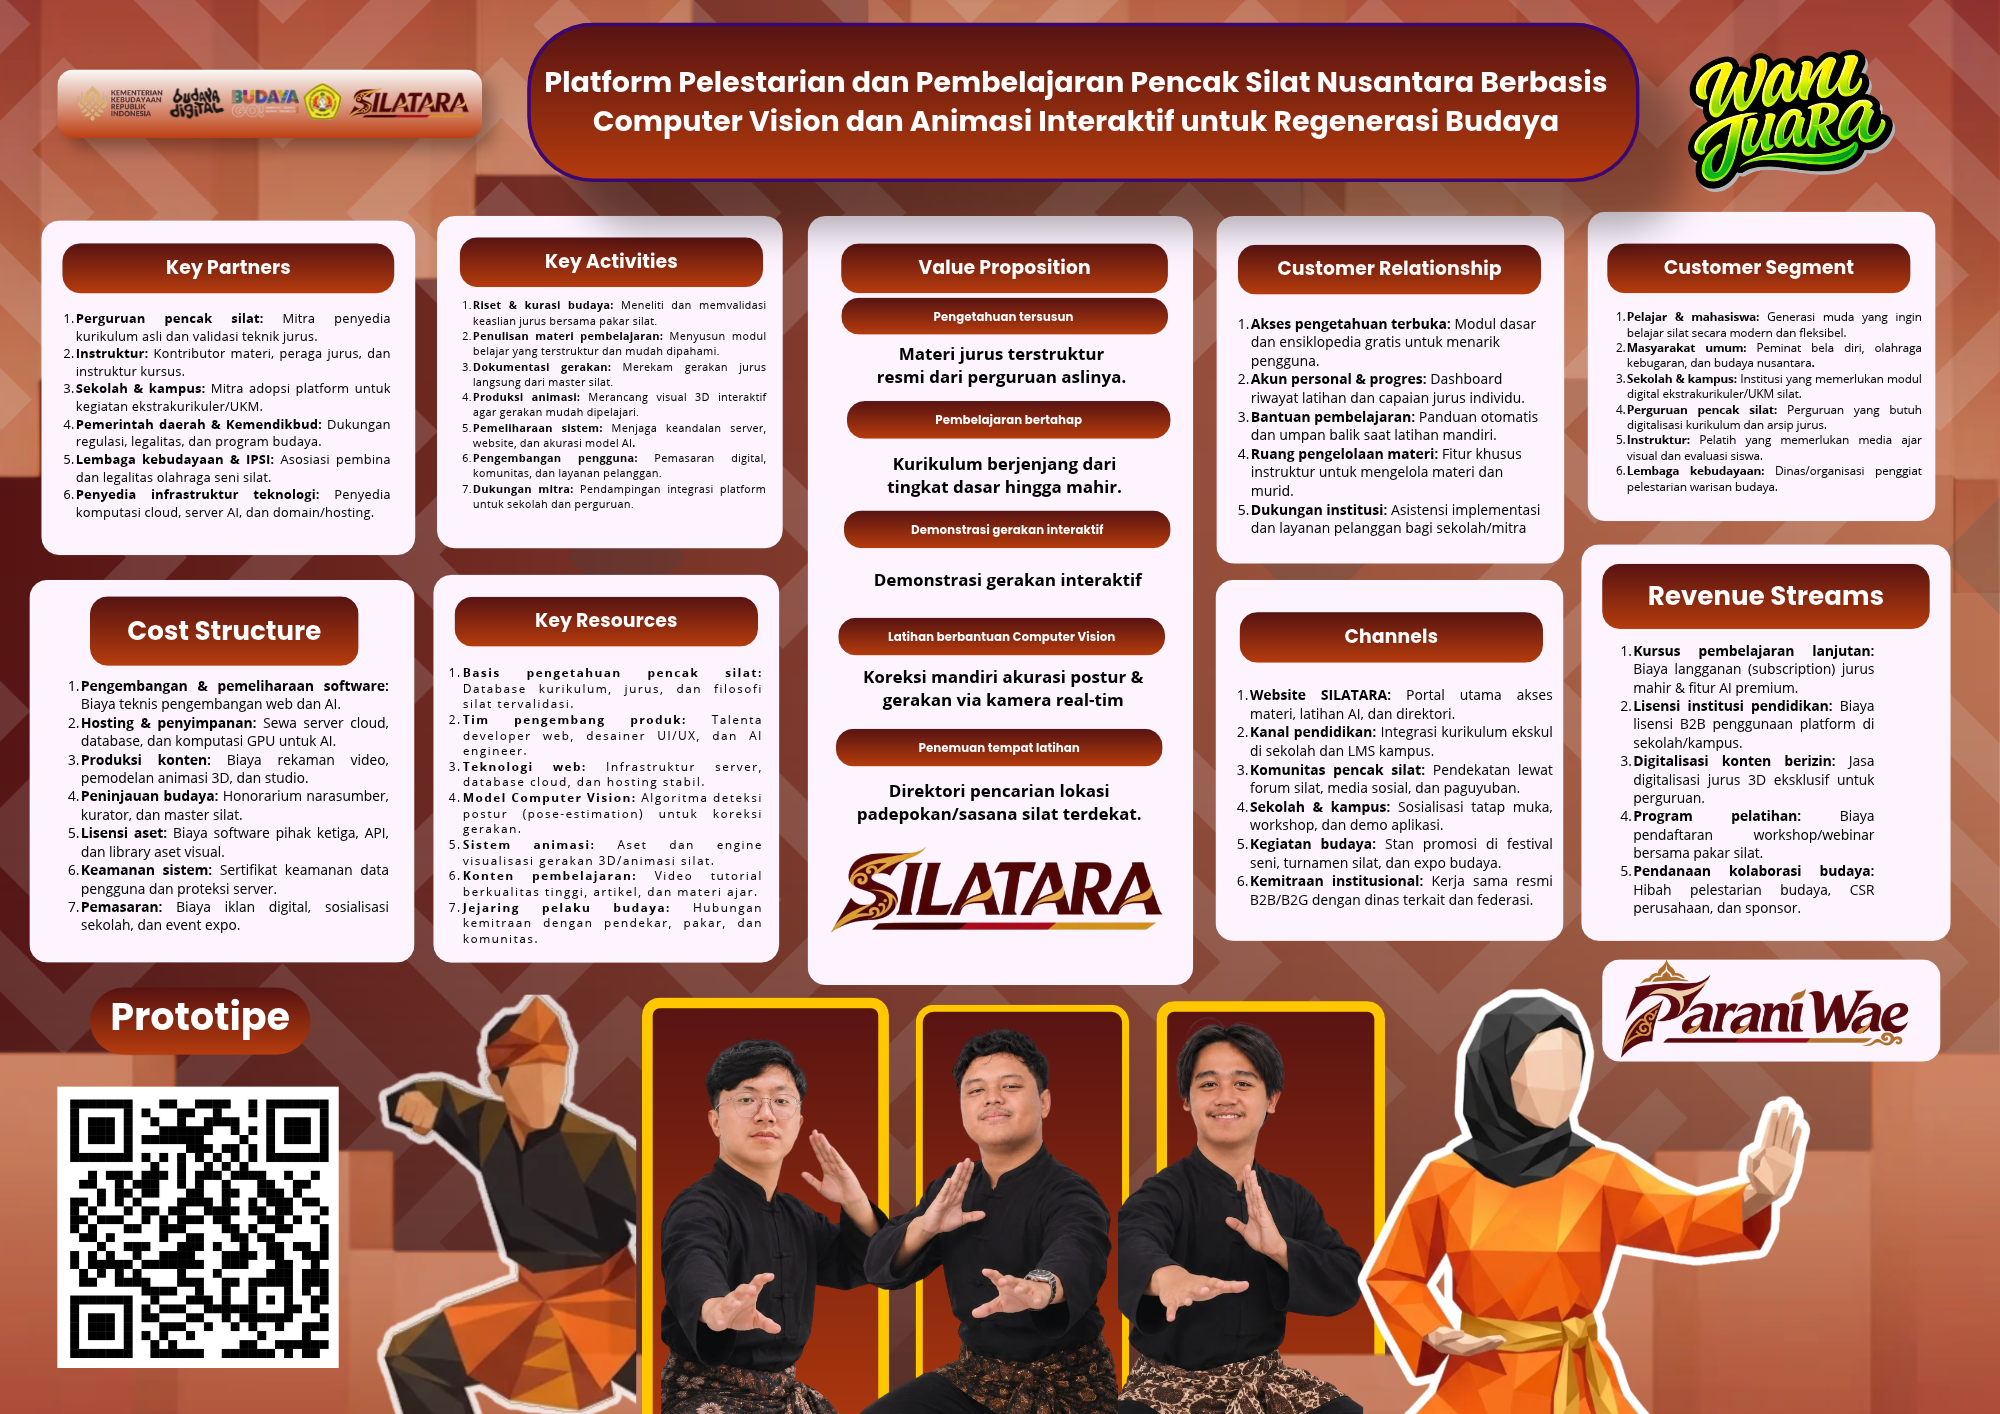 KEMENTERIAN
KEBUDAYAAN
REPUBLIK
INDONESIA
budaya
digital
BUDAYA
GO!
SILATARA
Platform Pelestarian dan Pembelajaran Pencak Silat Nusantara Berbasis
Computer Vision dan Animasi Interaktif untuk Regenerasi Budaya
Wani
Juara
Key Partners
1. Perguruan pencak silat: Mitra penyedia
kurikulum asli dan validasi teknik jurus.
2. Instruktur: Kontributor materi, peraga jurus, dan
instruktur kursus.
3. Sekolah & kampus: Mitra adopsi platform untuk
kegiatan ekstrakurikuler/UKM.
4. Pemerintah daerah & Kemendikbud: Dukungan
regulasi, legalitas, dan program budaya.
5. Lembaga kebudayaan & IPSI: Asosiasi pembina
dan legalitas olahraga seni silat.
6. Penyedia infrastruktur teknologi: Penyedia
komputasi cloud, server AI, dan domain/hosting.
Key Activities
1. Riset & kurasi budaya: Meneliti dan memvalidasi
keaslian jurus bersama pakar silat.
2. Penulisan materi pembelajaran: Menyusun modul
belajar yang terstruktur dan mudah dipahami.
3. Dokumentasi gerakan: Merekam gerakan jurus
langsung dari master silat.
4. Produksi animasi: Merancang visual 3D interaktif
agar gerakan mudah dipelajari.
5. Pemeliharaan sistem: Menjaga keandalan server,
website, dan akurasi model AI.
6. Pengembangan pengguna: Pemasaran digital,
komunitas, dan layanan pelanggan.
7. Dukungan mitra: Pendampingan integrasi platform
untuk sekolah dan perguruan.
Value Proposition
Pengetahuan tersusun
Materi jurus terstruktur
resmi dari perguruan aslinya.
Pembelajaran bertahap
Kurikulum berjenjang dari
tingkat dasar hingga mahir.
Demonstrasi gerakan interaktif
Demonstrasi gerakan interaktif
Latihan berbantuan Computer Vision
Koreksi mandiri akurasi postur &
gerakan via kamera real-tim
Penemuan tempat latihan
Direktori pencarian lokasi
padepokan/sasana silat terdekat.
SILATARA
Customer Relationship
1. Akses pengetahuan terbuka: Modul dasar
dan ensiklopedia gratis untuk menarik
pengguna.
2. Akun personal & progres: Dashboard
riwayat latihan dan capaian jurus individu.
3. Bantuan pembelajaran: Panduan otomatis
dan umpan balik saat latihan mandiri.
4. Ruang pengelolaan materi: Fitur khusus
instruktur untuk mengelola materi dan
murid.
5. Dukungan institusi: Asistensi implementasi
dan layanan pelanggan bagi sekolah/mitra
Customer Segment
1. Pelajar & mahasiswa: Generasi muda yang ingin
belajar silat secara modern dan fleksibel.
2. Masyarakat umum: Peminat bela diri, olahraga
kebugaran, dan budaya nusantara.
3. Sekolah & kampus: Institusi yang memerlukan modul
digital ekstrakurikuler/UKM silat.
4. Perguruan pencak silat: Perguruan yang butuh
digitalisasi kurikulum dan arsip jurus.
5. Instruktur: Pelatih yang memerlukan media ajar
visual dan evaluasi siswa.
6. Lembaga kebudayaan: Dinas/organisasi penggiat
pelestarian warisan budaya.
Cost Structure
1. Pengembangan & pemeliharaan software:
Biaya teknis pengembangan web dan AI.
2. Hosting & penyimpanan: Sewa server cloud,
database, dan komputasi GPU untuk AI.
3. Produksi konten: Biaya rekaman video,
pemodelan animasi 3D, dan studio.
4. Peninjauan budaya: Honorarium narasumber,
kurator, dan master silat.
5. Lisensi aset: Biaya software pihak ketiga, API,
dan library aset visual.
6. Keamanan sistem: Sertifikat keamanan data
pengguna dan proteksi server.
7. Pemasaran: Biaya iklan digital, sosialisasi
sekolah, dan event expo.
Key Resources
1. Basis pengetahuan pencak silat:
Database kurikulum, jurus, dan filosofi
silat tervalidasi.
2. Tim pengembang produk: Talenta
developer web, desainer UI/UX, dan AI
engineer.
3. Teknologi web: Infrastruktur server,
database cloud, dan hosting stabil.
4. Model Computer Vision: Algoritma deteksi
postur (pose-estimation) untuk koreksi
gerakan.
5. Sistem animasi: Aset dan engine
visualisasi gerakan 3D/animasi silat.
6. Konten pembelajaran: Video tutorial
berkualitas tinggi, artikel, dan materi ajar.
7. Jejaring pelaku budaya: Hubungan
kemitraan dengan pendekar, pakar, dan
komunitas.
Channels
1. Website SILATARA: Portal utama akses
materi, latihan AI, dan direktori.
2. Kanal pendidikan: Integrasi kurikulum ekskul
di sekolah dan LMS kampus.
3. Komunitas pencak silat: Pendekatan lewat
forum silat, media sosial, dan paguyuban.
4. Sekolah & kampus: Sosialisasi tatap muka,
workshop, dan demo aplikasi.
5. Kegiatan budaya: Stan promosi di festival
seni, turnamen silat, dan expo budaya.
6. Kemitraan institusional: Kerja sama resmi
B2B/B2G dengan dinas terkait dan federasi.
Revenue Streams
1. Kursus pembelajaran lanjutan:
Biaya langganan (subscription) jurus
mahir & fitur AI premium.
2. Lisensi institusi pendidikan: Biaya
lisensi B2B penggunaan platform di
sekolah/kampus.
3. Digitalisasi konten berizin: Jasa
digitalisasi jurus 3D eksklusif untuk
perguruan.
4. Program pelatihan: Biaya
pendaftaran workshop/webinar
bersama pakar silat.
5. Pendanaan kolaborasi budaya:
Hibah pelestarian budaya, CSR
perusahaan, dan sponsor.
Prototipe
Parani Wae